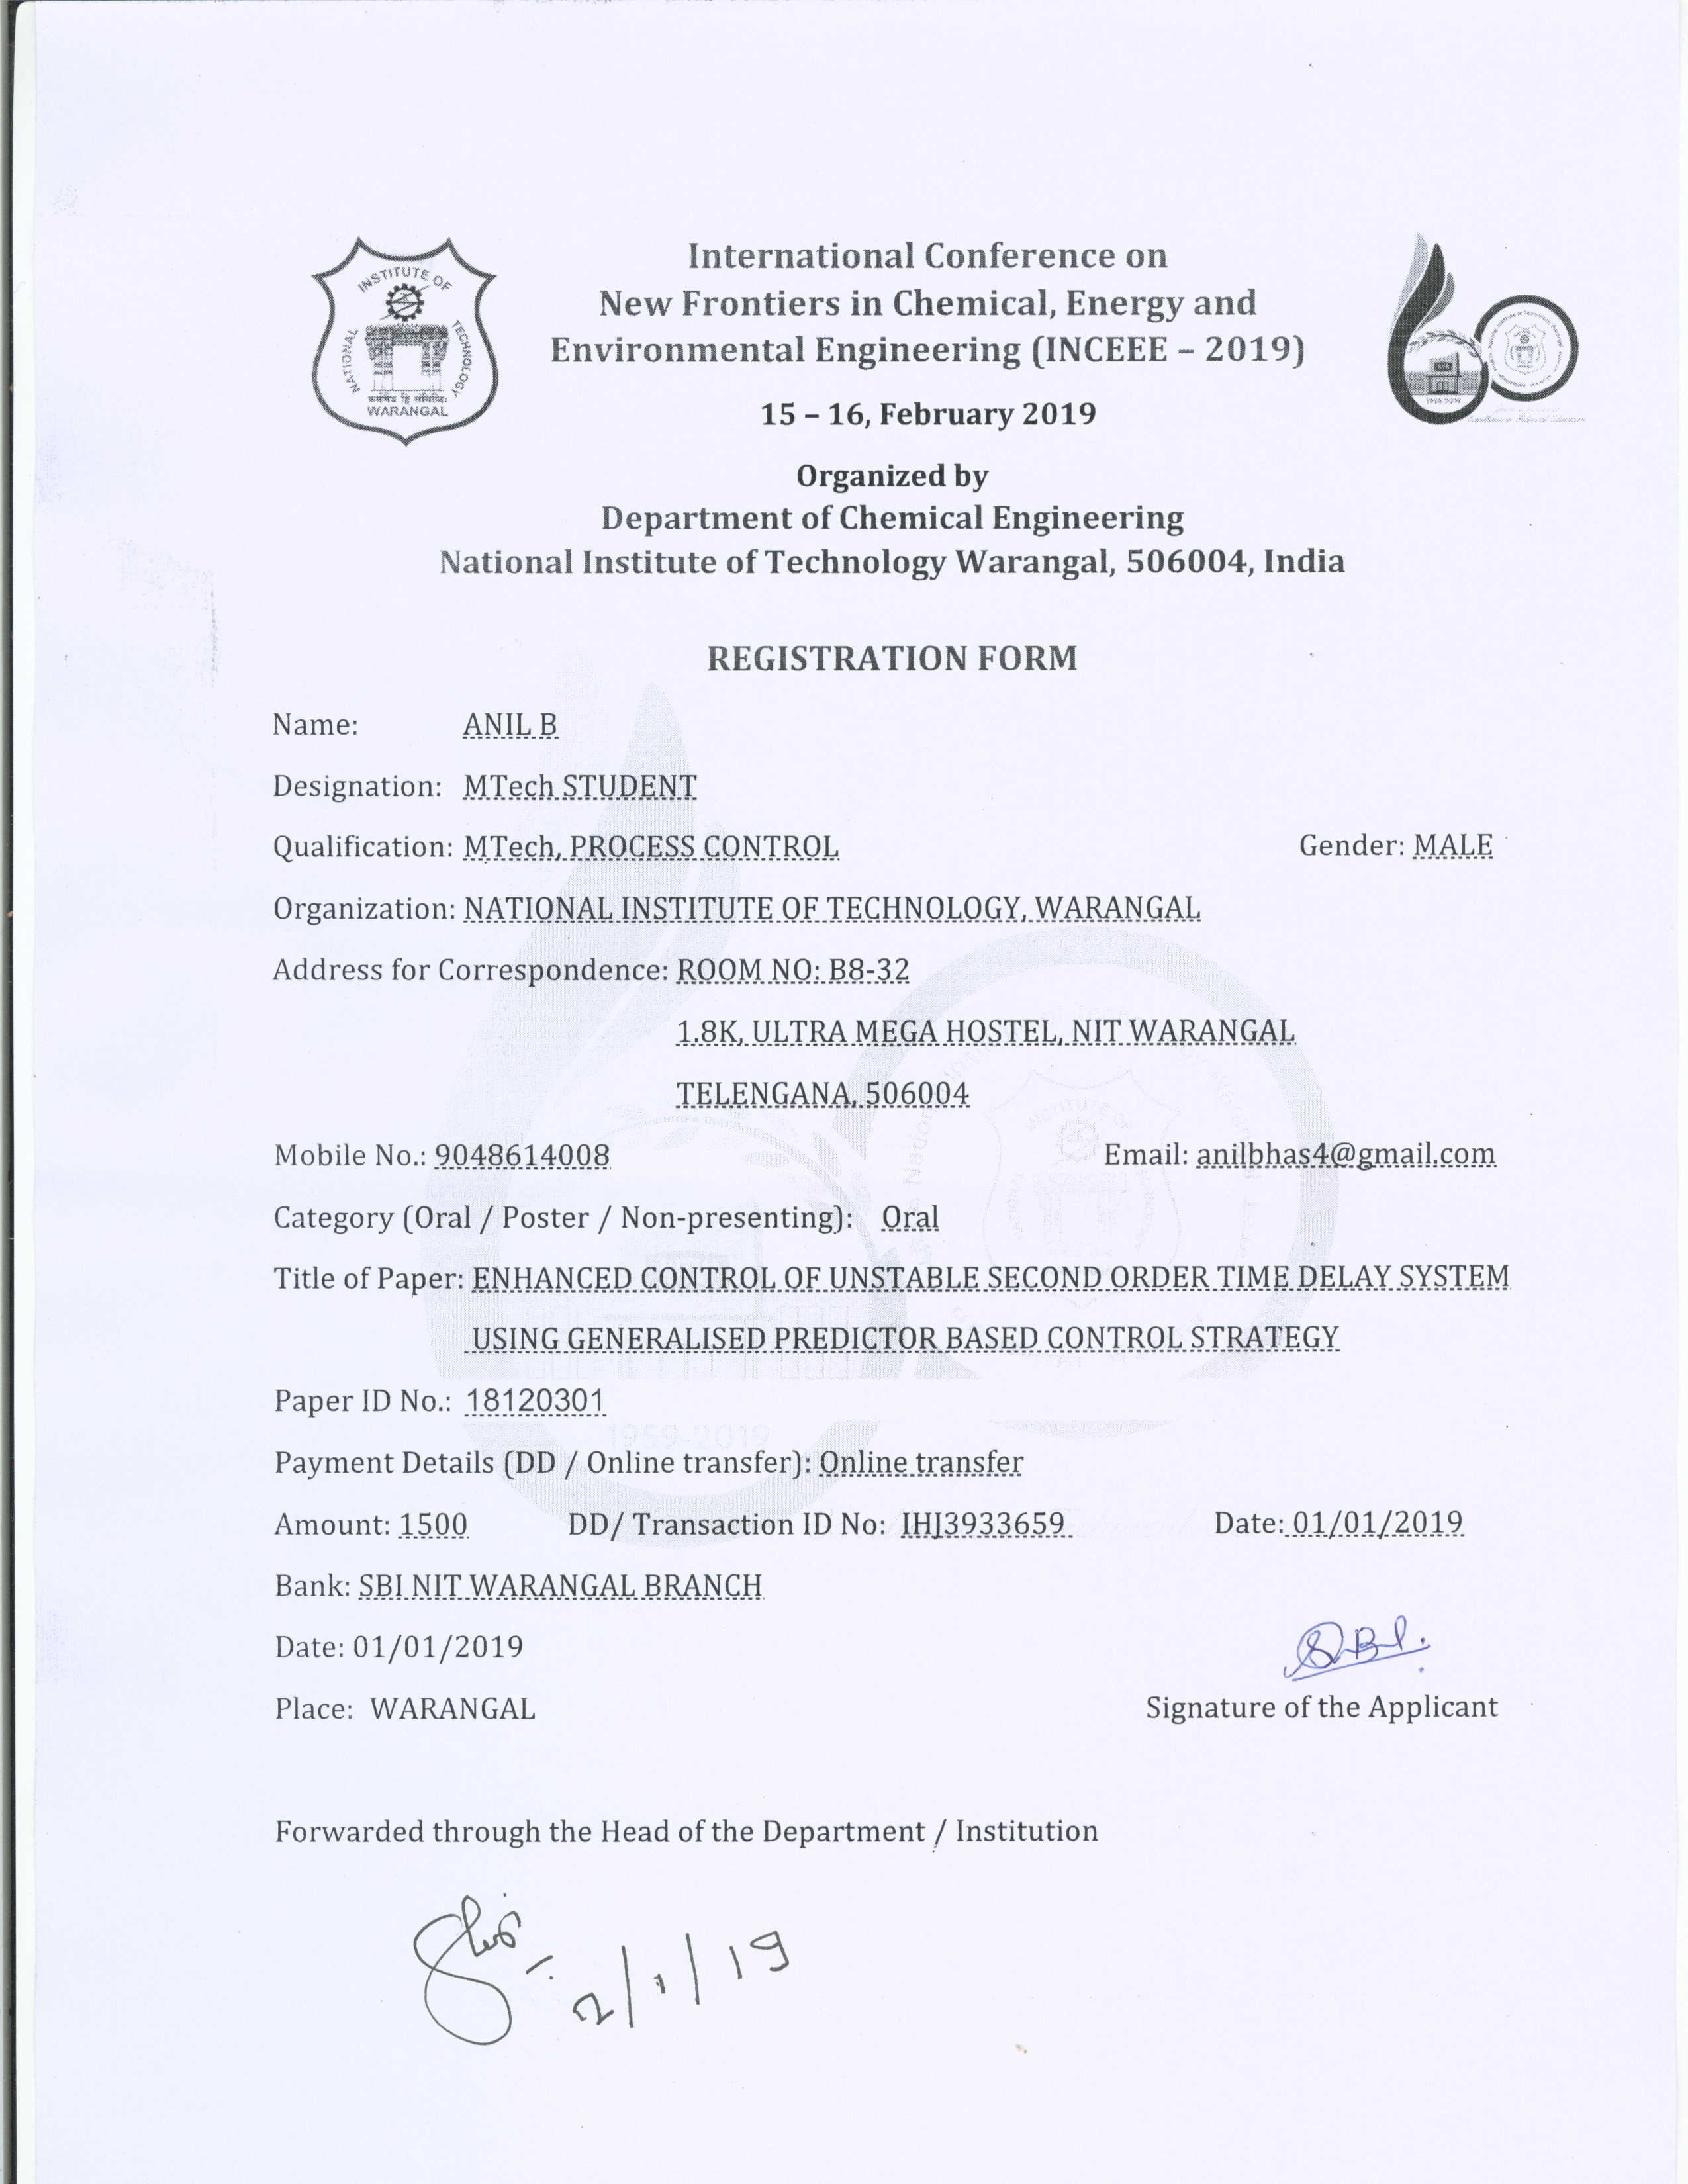 International Conference on
New Frontiers in Chemical, Energy and
Environmental Engineering (INCEEE – 2019)
15 – 16, February 2019
Organized by
Department of Chemical Engineering
National Institute of Technology Warangal, 506004, India
NATIONAL INSTITUTE OF TECHNOLOGY
WARANGAL
1959-2019
REGISTRATION FORM
Name: ANIL B
Designation: MTech STUDENT
Qualification: MTech, PROCESS CONTROL Gender: MALE
Organization: NATIONAL INSTITUTE OF TECHNOLOGY, WARANGAL
Address for Correspondence: ROOM NO: B8-32
1.8K, ULTRA MEGA HOSTEL, NIT WARANGAL
TELENGANA, 506004
Mobile No.: 9048614008 Email: anilbhas4@gmail.com
Category (Oral / Poster / Non-presenting): Oral
Title of Paper: ENHANCED CONTROL OF UNSTABLE SECOND ORDER TIME DELAY SYSTEM
USING GENERALISED PREDICTOR BASED CONTROL STRATEGY
Paper ID No.: 18120301
1959-2019
Payment Details (DD / Online transfer): Online transfer
Amount: 1500 DD/ Transaction ID No: IHJ3933659 Date: 01/01/2019
Bank: SBI NIT WARANGAL BRANCH
Date: 01/01/2019
Place: WARANGAL Signature of the Applicant
Forwarded through the Head of the Department / Institution
2/1/19